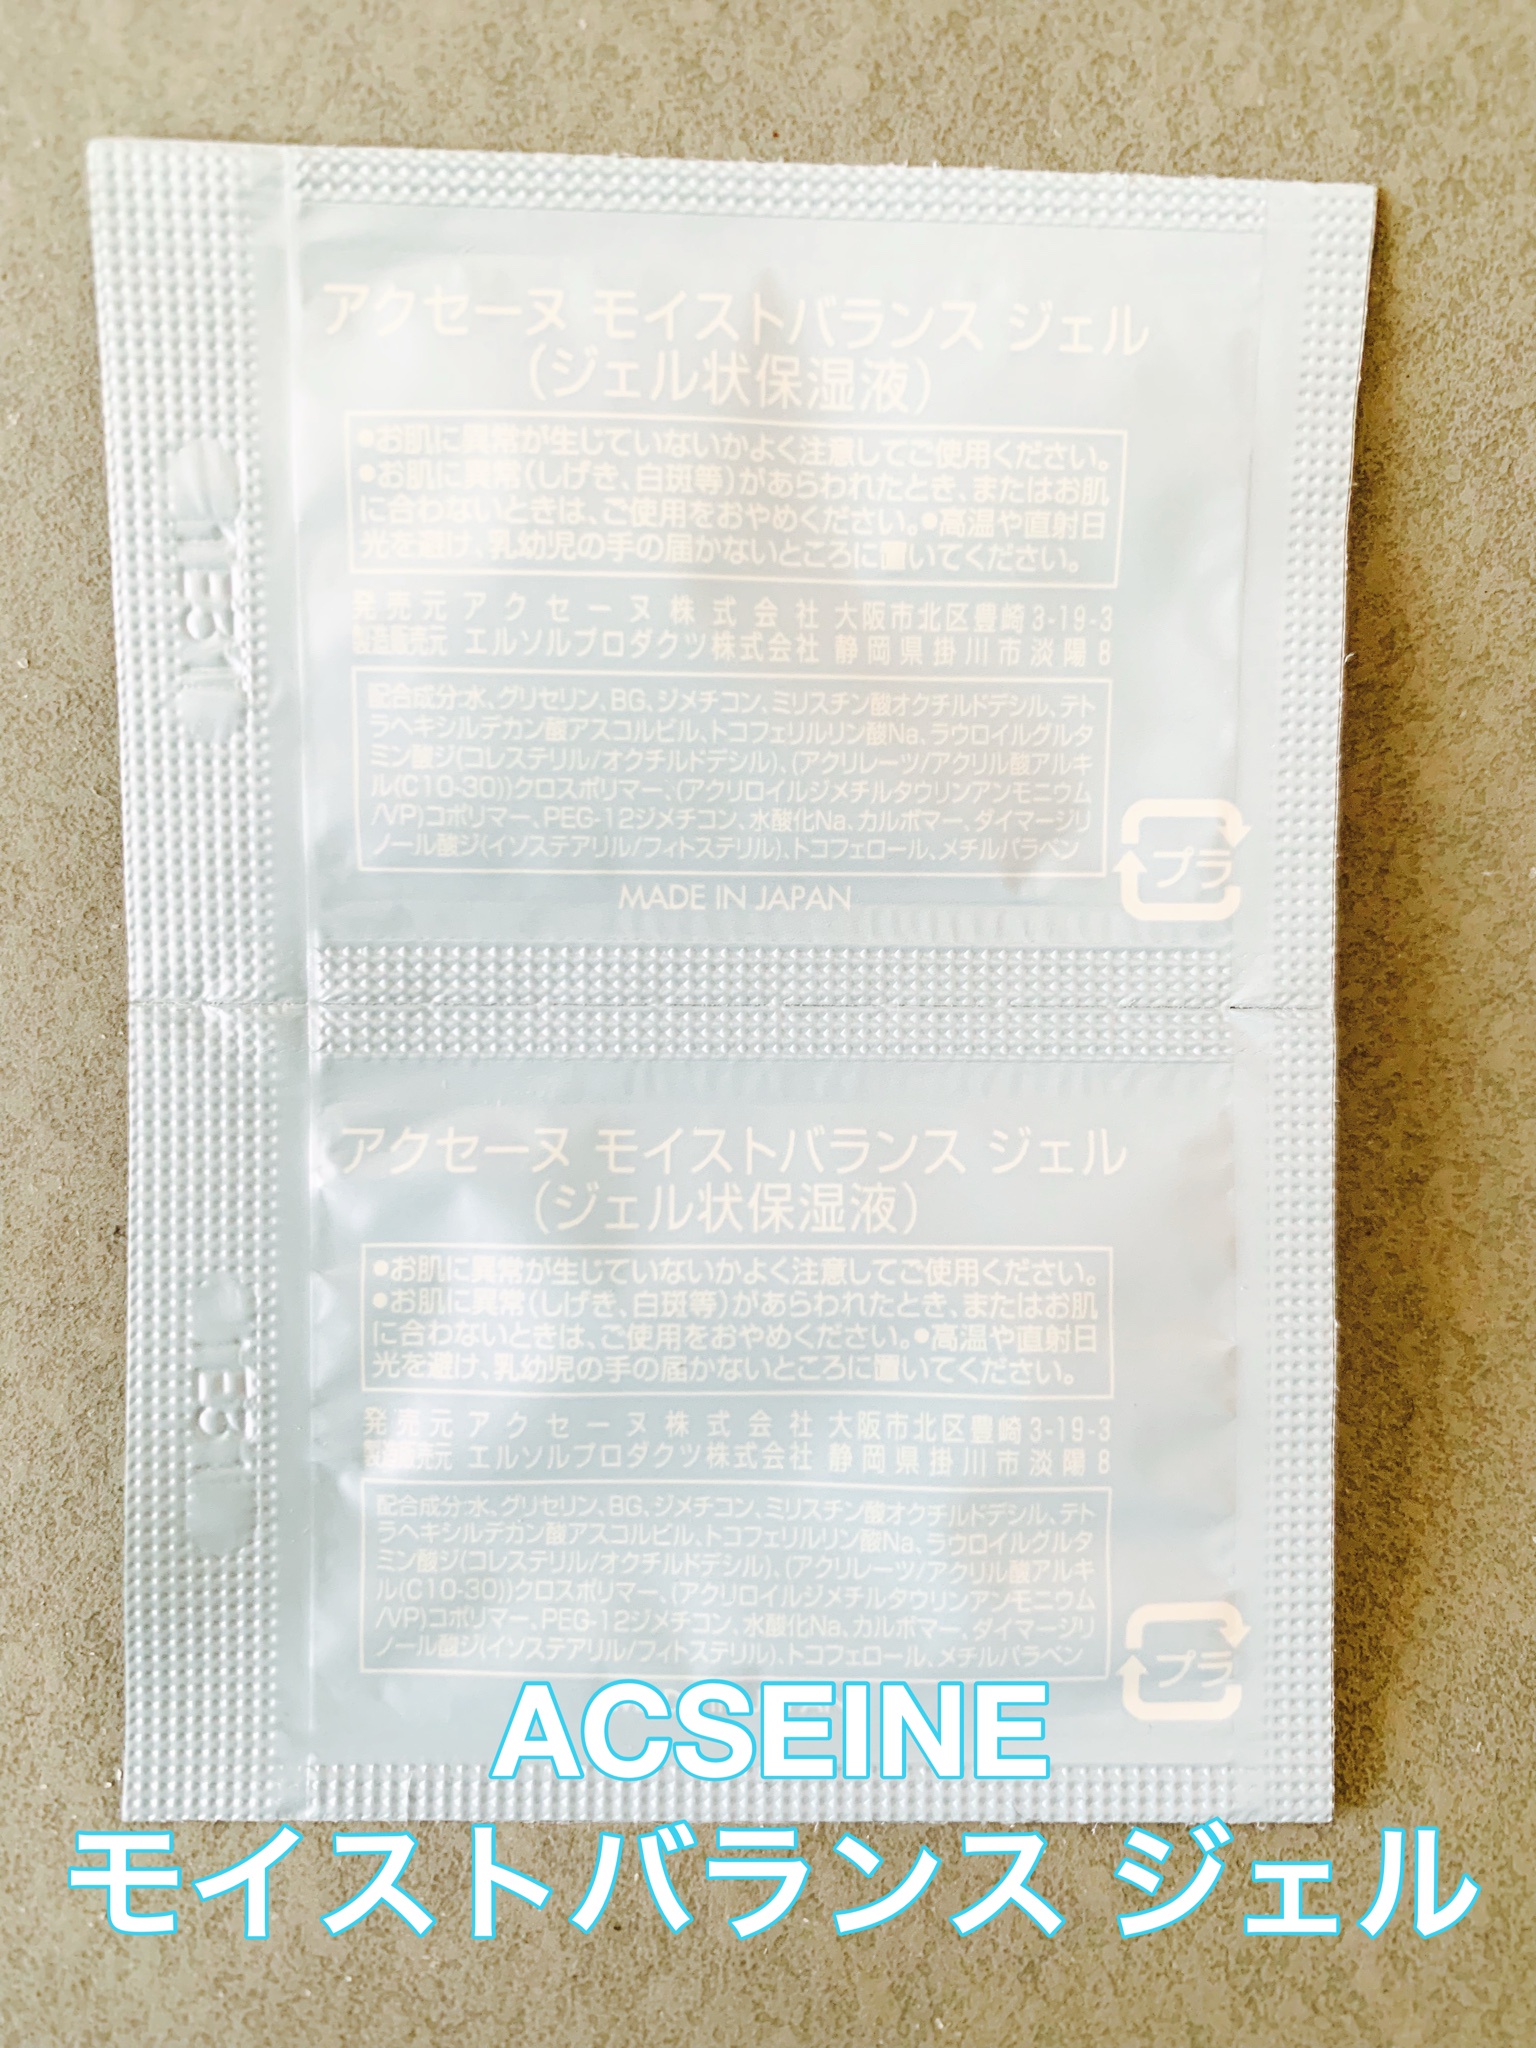 アクセーヌ モイストバランス ジェル
(ジェル状保湿液)
●お肌に異常が生じていないかよく注意してご使用ください。
●お肌に異常(しげき、白斑等)があらわれたとき、またはお肌
に合わないときは、ご使用をおやめください。●高温や直射日
光を避け、乳幼児の手の届かないところに置いてください。
発売元 アクセーヌ株式会社 大阪市北区豊崎3-19-3
製造販売元 エルソルプロダクツ株式会社 静岡県掛川市淡陽8
配合成分:水、グリセリン、BG、ジメチコン、ミリスチン酸オクチルドデシル、テト
ラヘキシルデカン酸アスコルビル、トコフェリルリン酸Na、ラウロイルグルタ
ミン酸ジ(コレステリル/オクチルドデシル)、(アクリレーツ/アクリル酸アルキ
ル(C10-30))クロスポリマー、(アクリロイルジメチルタウリンアンモニウム
/VP)コポリマー、PEG-12ジメチコン、水酸化Na、カルボマー、ダイマージリ
ノール酸ジ(イソステアリル/フィトステリル)、トコフェロール、メチルパラベン
プラ
MADE IN JAPAN
アクセーヌ モイストバランス ジェル
(ジェル状保湿液)
●お肌に異常が生じていないかよく注意してご使用ください。
●お肌に異常(しげき、白斑等)があらわれたとき、またはお肌
に合わないときは、ご使用をおやめください。●高温や直射日
光を避け、乳幼児の手の届かないところに置いてください。
発売元 アクセーヌ株式会社 大阪市北区豊崎3-19-3
製造販売元 エルソルプロダクツ株式会社 静岡県掛川市淡陽8
配合成分:水、グリセリン、BG、ジメチコン、ミリスチン酸オクチルドデシル、テト
ラヘキシルデカン酸アスコルビル、トコフェリルリン酸Na、ラウロイルグルタ
ミン酸ジ(コレステリル/オクチルドデシル)、(アクリレーツ/アクリル酸アルキ
ル(C10-30))クロスポリマー、(アクリロイルジメチルタウリンアンモニウム
/VP)コポリマー、PEG-12ジメチコン、水酸化Na、カルボマー、ダイマージリ
ノール酸ジ(イソステアリル/フィトステリル)、トコフェロール、メチルパラベン
プラ
ACSEINE
モイストバランス ジェル